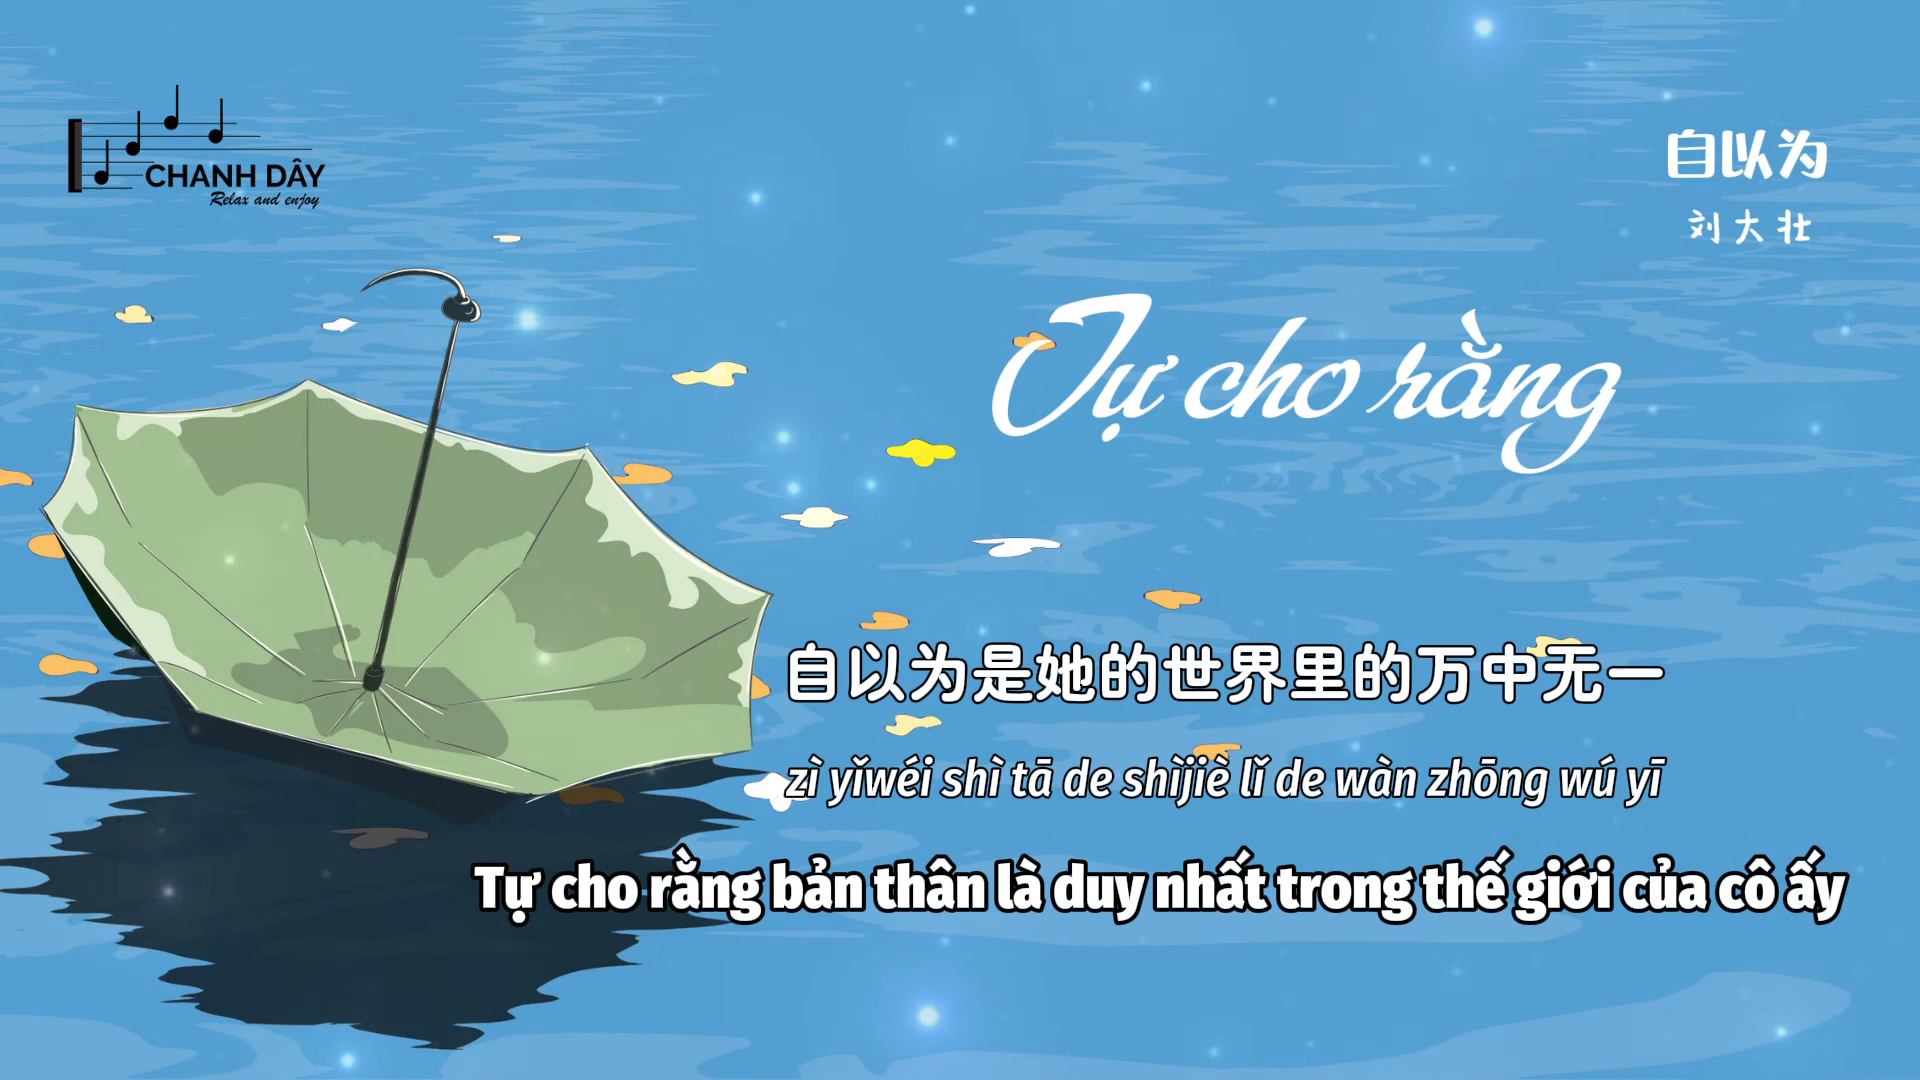 CHANH DÂY
Relax and enjoy
自以为
刘大壮
Tự cho rằng
自以为是她的世界里的万中无一
zì yǐwéi shì tā de shìjiè lǐ de wàn zhōng wú yī
Tự cho rằng bản thân là duy nhất trong thế giới của cô ấy